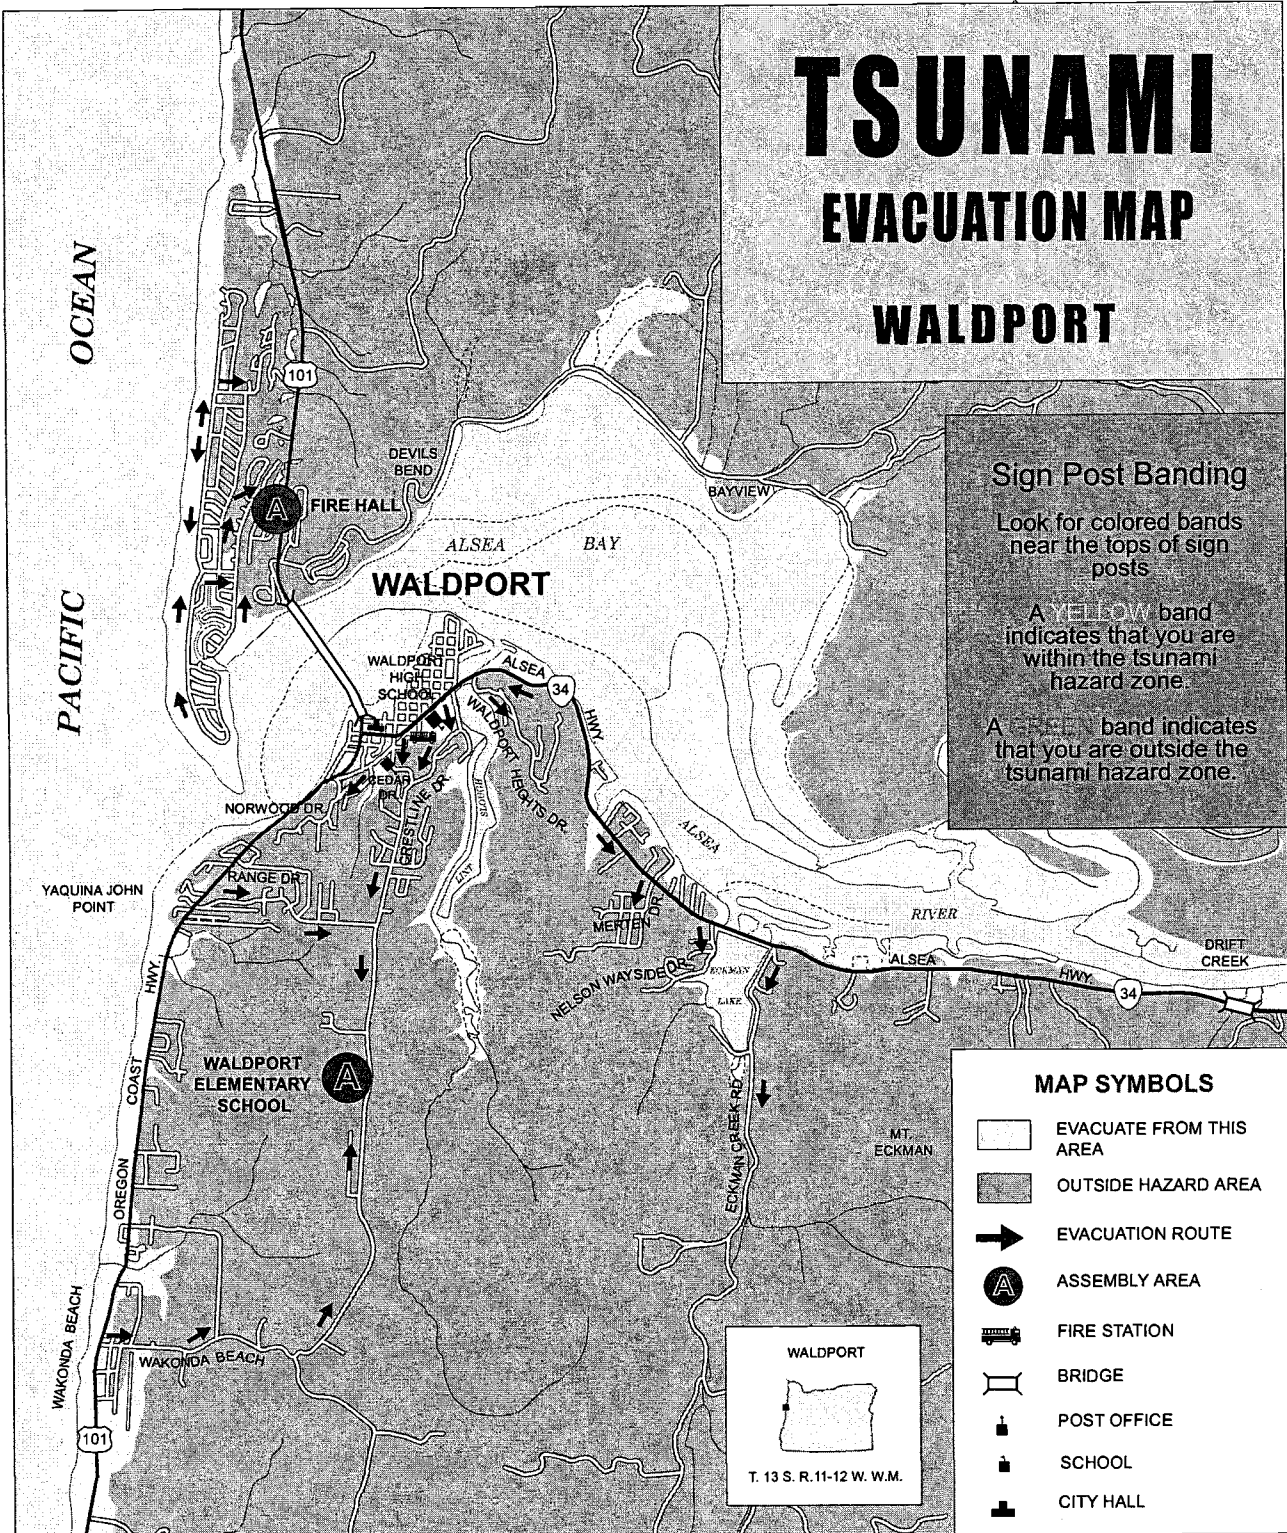 TSUNAMI
EVACUATION MAP
WALDPORT
Sign Post Banding
Look for colored bands
near the tops of sign
posts
A YELLOW band
indicates that you are
within the tsunami
hazard zone.
A GREEN band indicates
that you are outside the
tsunami hazard zone.
OCEAN
PACIFIC
101
DEVILS
BEND
A
FIRE HALL
BAYVIEW
ALSEA BAY
WALDPORT
WALDPORT
HIGH
SCHOOL
ALSEA
34
HWY.
WALDPORT HEIGHTS DR.
CEDAR
DR.
CRESTLINE DR.
NORWOOD DR.
LINT
ALSEA
RIVER
YAQUINA JOHN
POINT
RANGE DR.
MERTEN DR.
NELSON WAYSIDE DR.
ECKMAN
LAKE
ALSEA
HWY.
34
DRIFT
CREEK
OREGON COAST HWY.
WALDPORT
ELEMENTARY
SCHOOL
A
ECKMAN CREEK RD.
MT.
ECKMAN
WAKONDA BEACH
WAKONDA BEACH
101
WALDPORT
T. 13 S. R.11-12 W. W.M.
MAP SYMBOLS
EVACUATE FROM THIS
AREA
OUTSIDE HAZARD AREA
EVACUATION ROUTE
A
ASSEMBLY AREA
FIRE STATION
BRIDGE
POST OFFICE
SCHOOL
CITY HALL